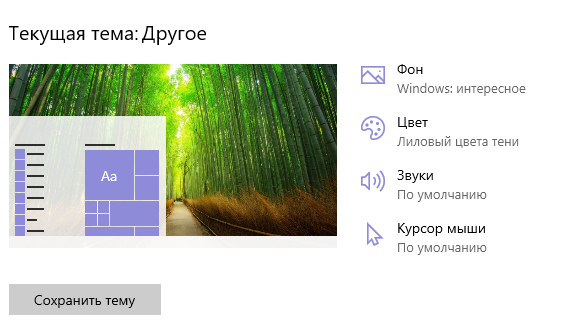 Текущая тема: Другое
Aa
Фон
Windows: интересное
Цвет
Лиловый цвета тени
Звуки
По умолчанию
Курсор мыши
По умолчанию
Сохранить тему